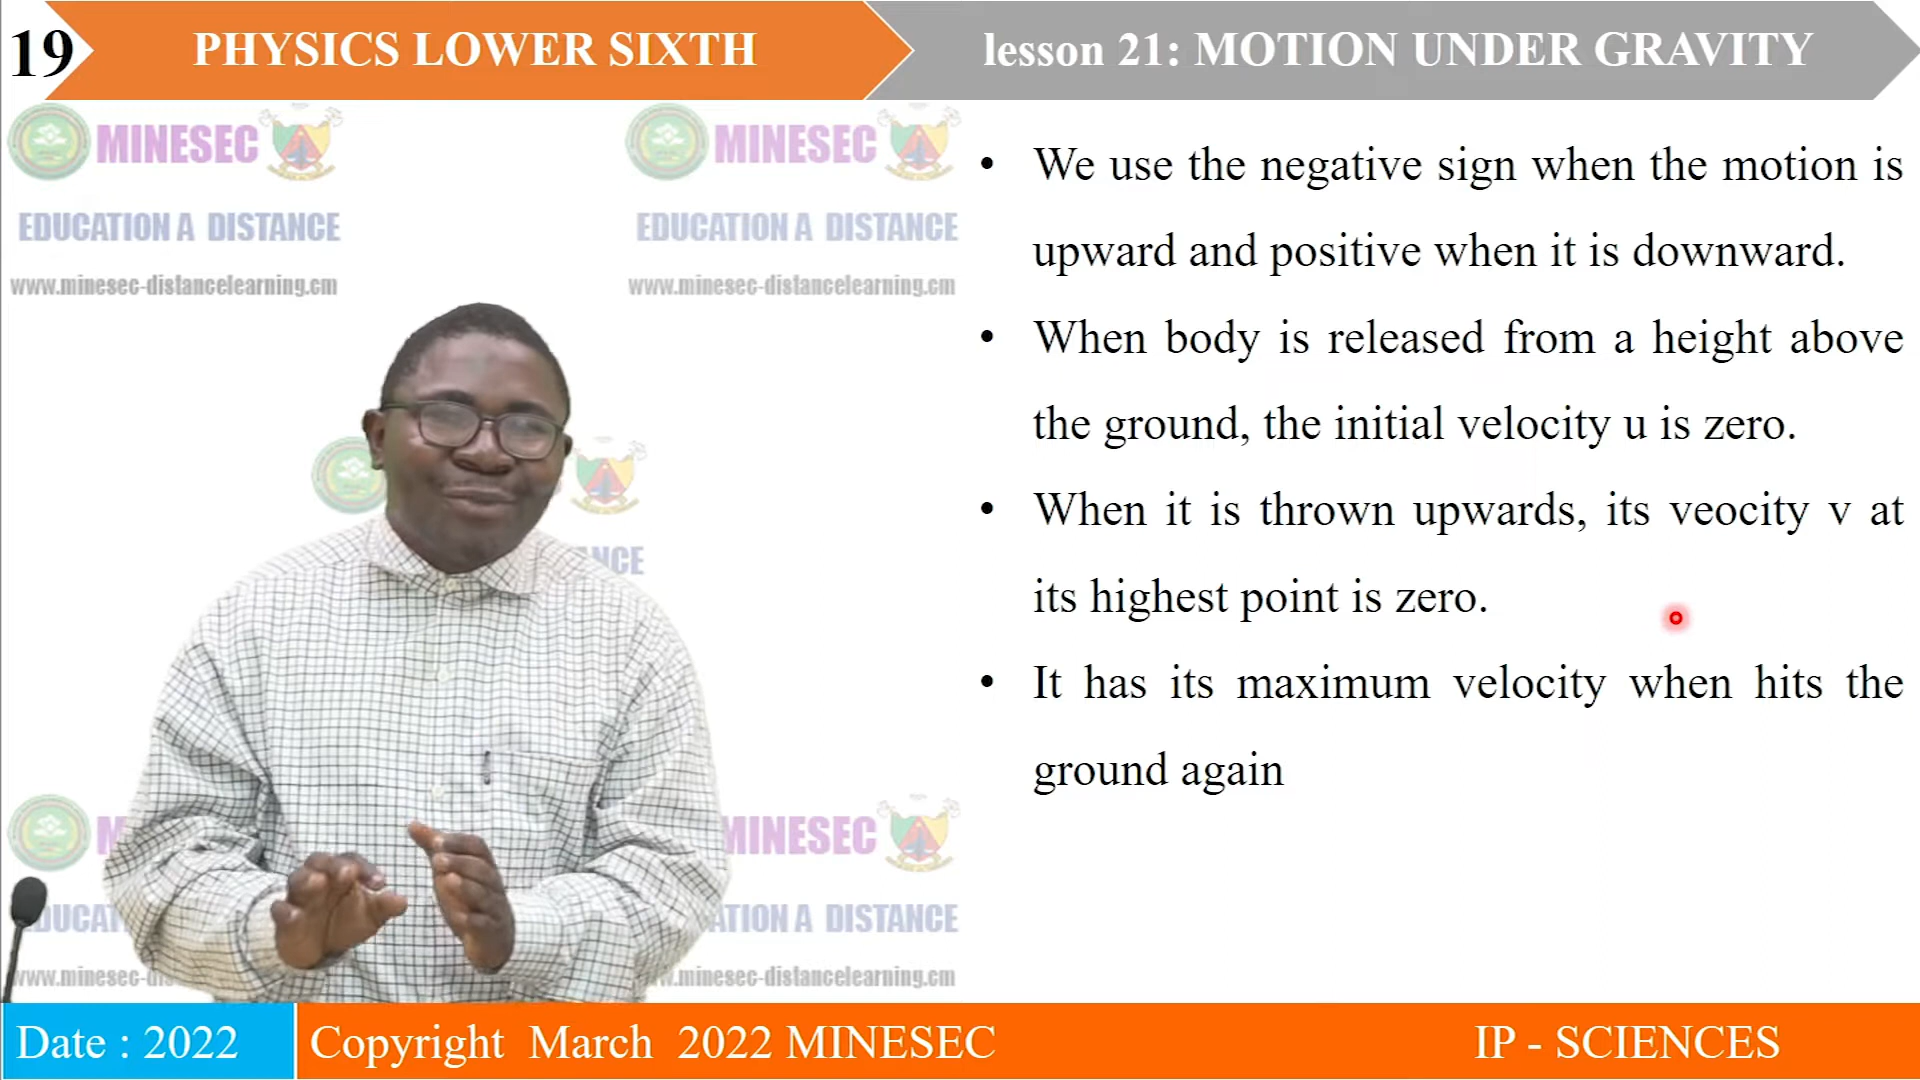 19
PHYSICS LOWER SIXTH
lesson 21: MOTION UNDER GRAVITY
MINESEC
EDUCATION A DISTANCE
www.minesec-distancelearning.cm
MINESEC
EDUCATION A DISTANCE
www.minesec-distancelearning.cm
• We use the negative sign when the motion is
upward and positive when it is downward.
• When body is released from a height above
the ground, the initial velocity u is zero.
• When it is thrown upwards, its veocity v at
its highest point is zero.
• It has its maximum velocity when hits the
ground again
MINESEC
DISTANCE
Date : 2022
Copyright March 2022 MINESEC
IP - SCIENCES